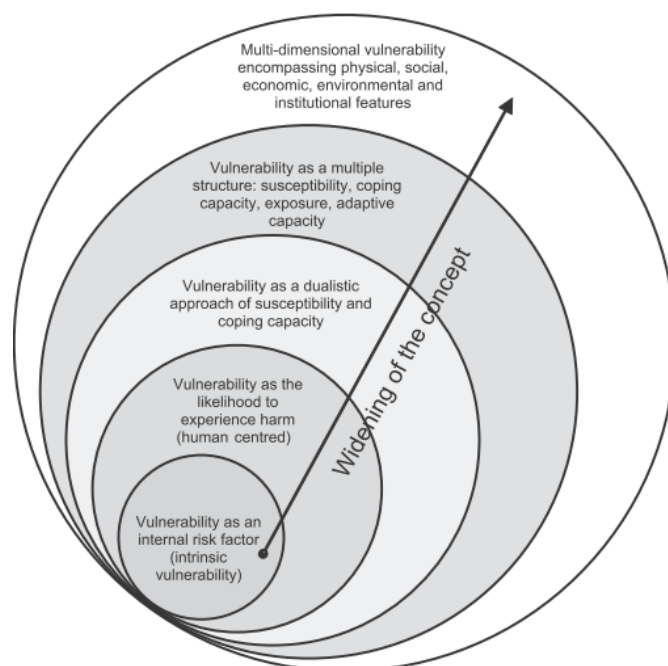 Multi-dimensional vulnerability
encompassing physical, social,
economic, environmental and
institutional features
Vulnerability as a multiple
structure: susceptibility, coping
capacity, exposure, adaptive
capacity
Vulnerability as a dualistic
approach of susceptibility and
coping capacity
Widening of the concept
Vulnerability as the
likelihood to
experience harm
(human centred)
Vulnerability as an
internal risk factor
(intrinsic
vulnerability)